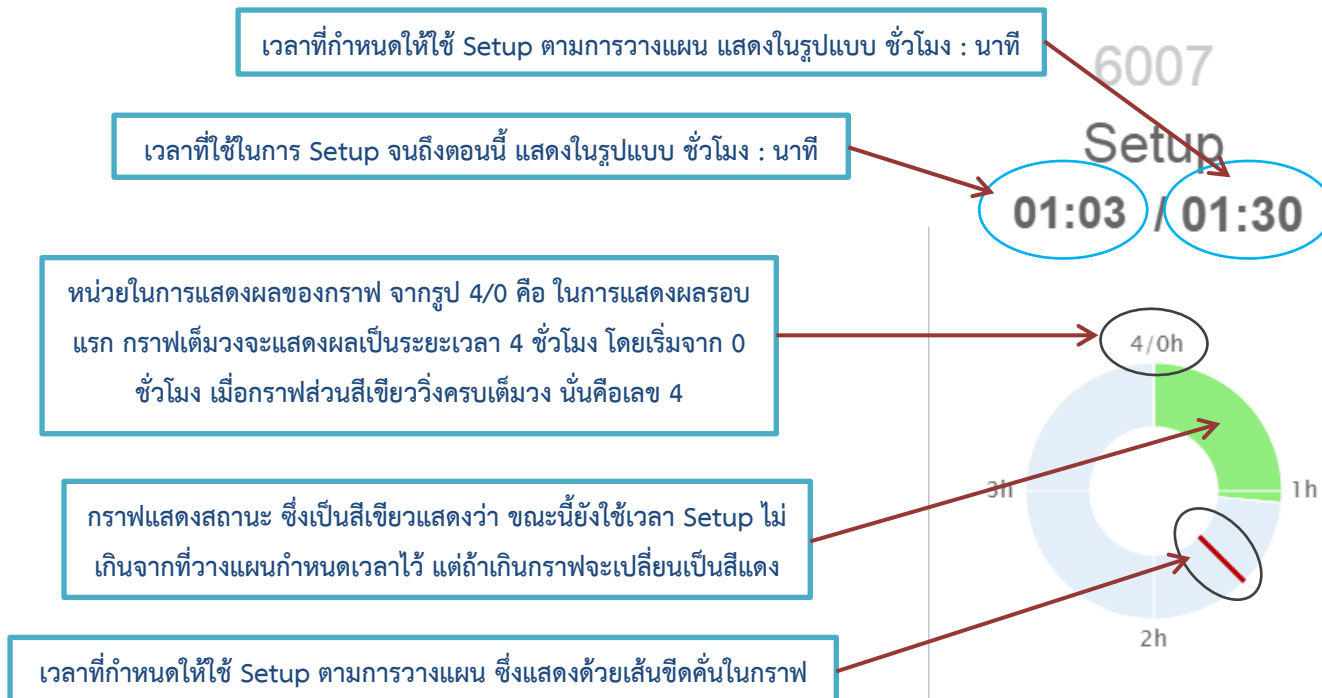 เวลาที่กำหนดให้ใช้ Setup ตามการวางแผน แสดงในรูปแบบ ชั่วโมง : นาที
6007
เวลาที่ใช้ในการ Setup จนถึงตอนนี้ แสดงในรูปแบบ ชั่วโมง : นาที
Setup
01:03 / 01:30
หน่วยในการแสดงผลของกราฟ จากรูป 4/0 คือ ในการแสดงผลรอบ
แรก กราฟเต็มวงจะแสดงผลเป็นระยะเวลา 4 ชั่วโมง โดยเริ่มจาก 0
ชั่วโมง เมื่อกราฟส่วนสีเขียววิ่งครบเต็มวง นั่นคือเลข 4
4/0h
3h
1h
กราฟแสดงสถานะ ซึ่งเป็นสีเขียวแสดงว่า ขณะนี้ยังใช้เวลา Setup ไม่
เกินจากที่วางแผนกำหนดเวลาไว้ แต่ถ้าเกินกราฟจะเปลี่ยนเป็นสีแดง
2h
เวลาที่กำหนดให้ใช้ Setup ตามการวางแผน ซึ่งแสดงด้วยเส้นขีดคั่นในกราฟ